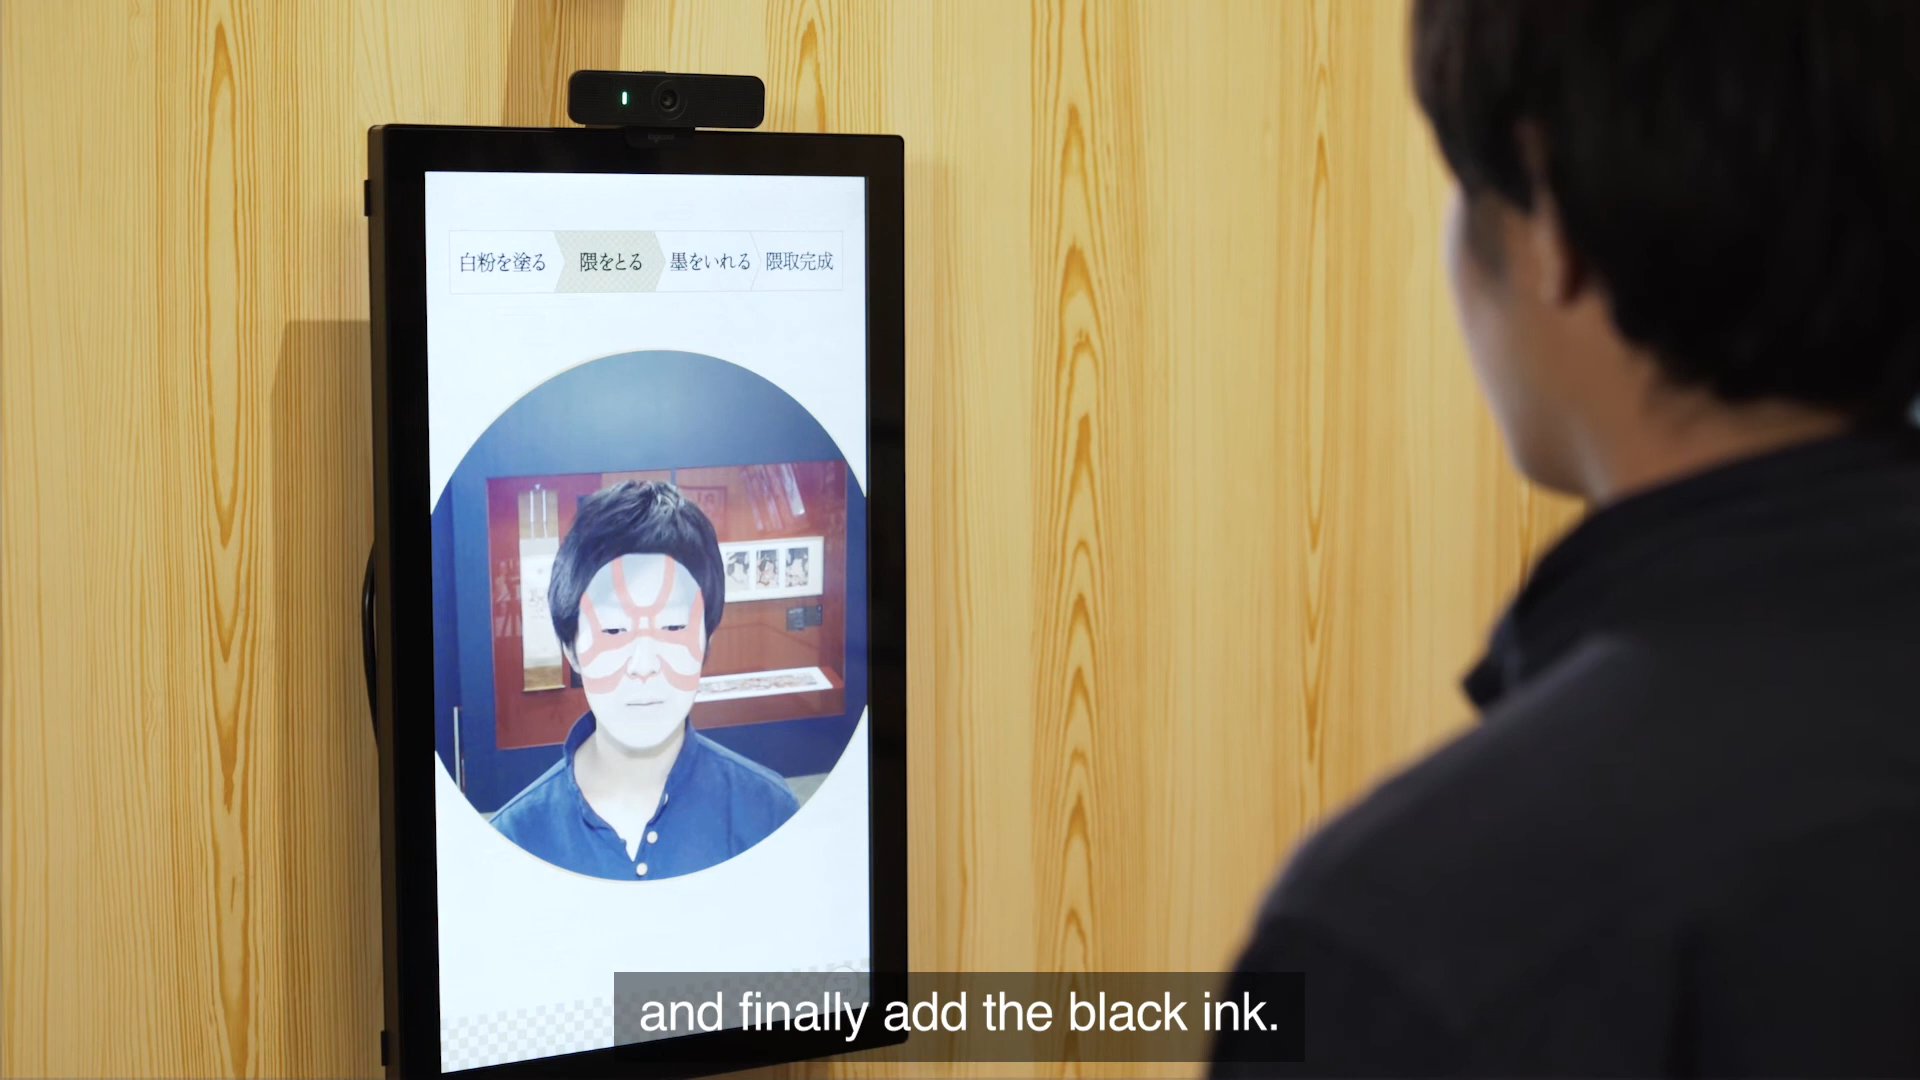 logitech
白粉を塗る
隈をとる
墨をいれる
隈取完成
and finally add the black ink.